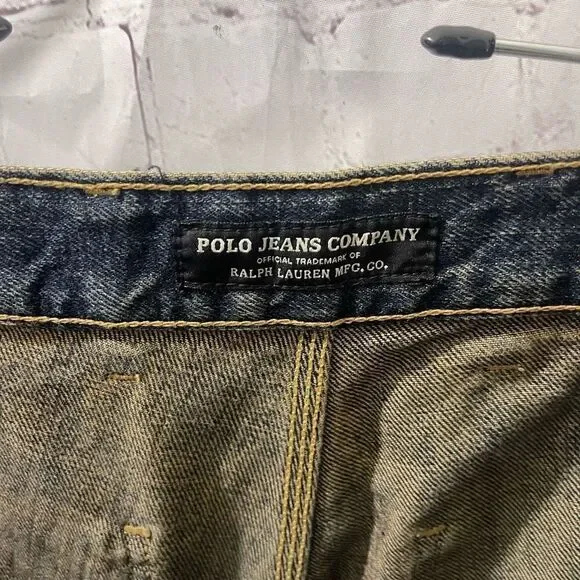 POLO JEANS COMPANY
OFFICIAL TRADEMARK OF
RALPH LAUREN MFG. CO.